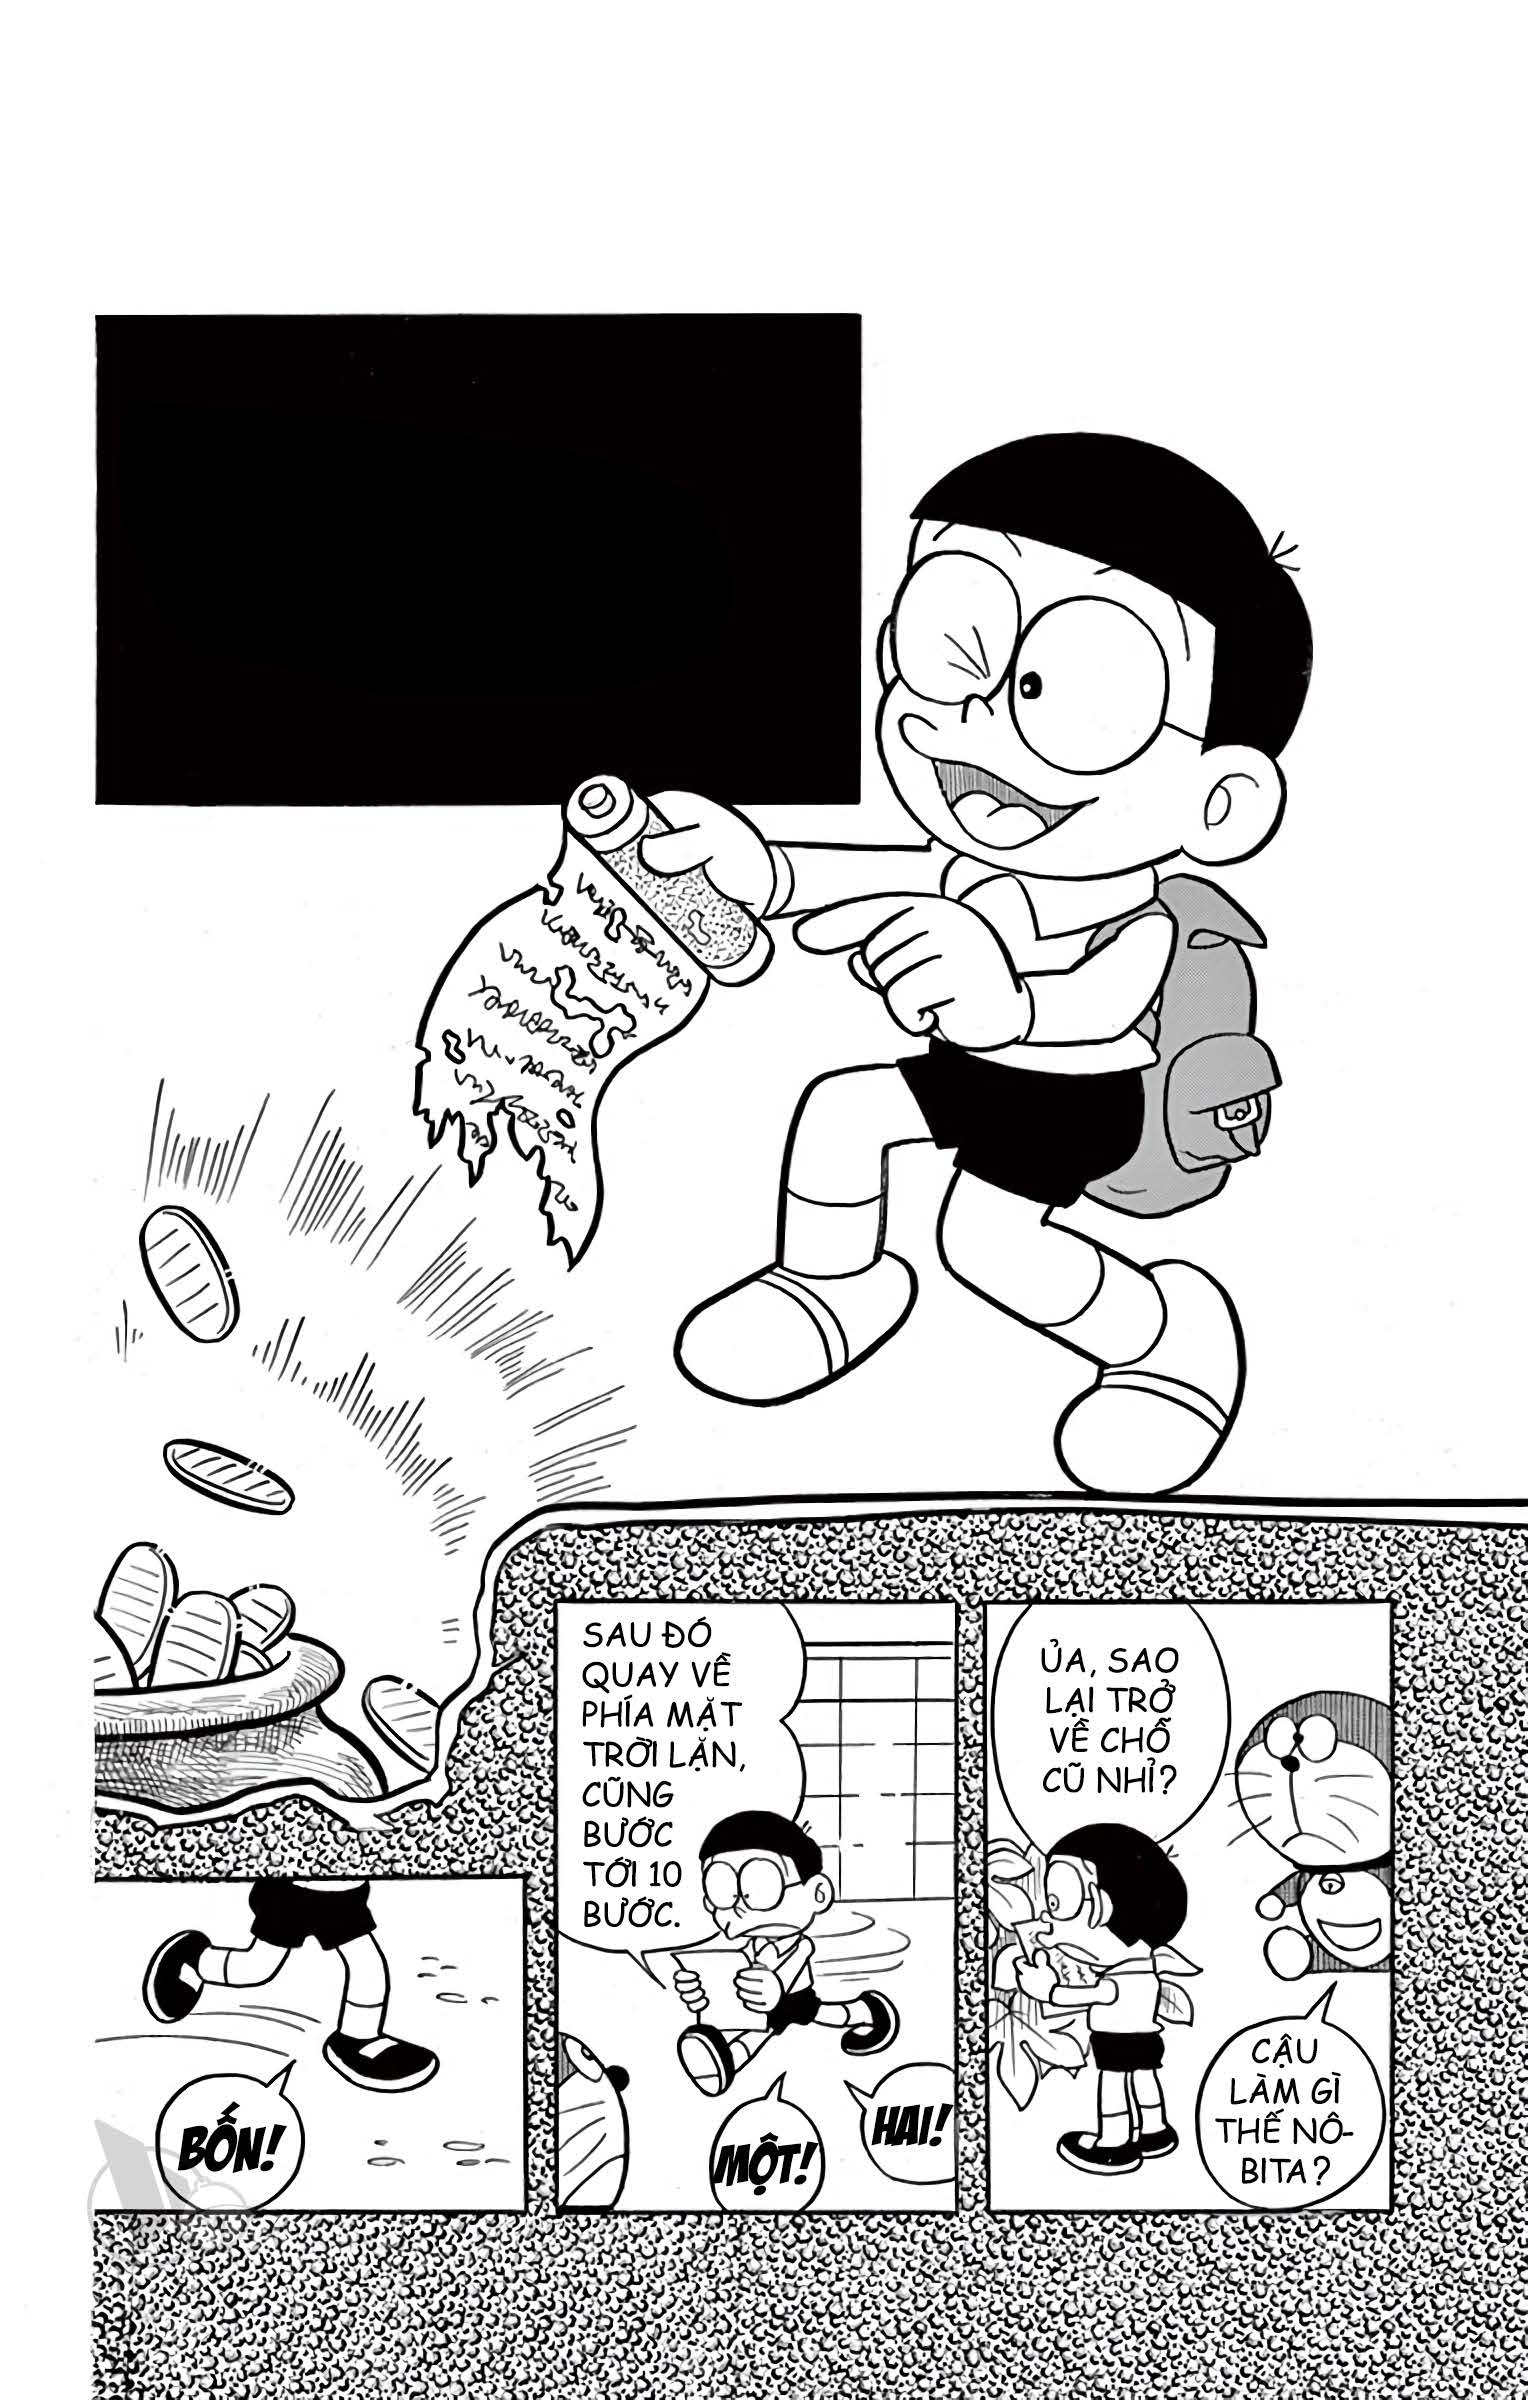 SAU ĐÓ
QUAY VỀ
PHÍA MẶT
TRỜI LẶN,
CŨNG
BƯỚC
TỚI 10
BƯỚC.
MỘT!
HAI!
BỐN!
ỦA, SAO
LẠI TRỞ
VỀ CHỖ
CŨ NHỈ?
CẬU
LÀM GÌ
THẾ NÔ-
BITA?